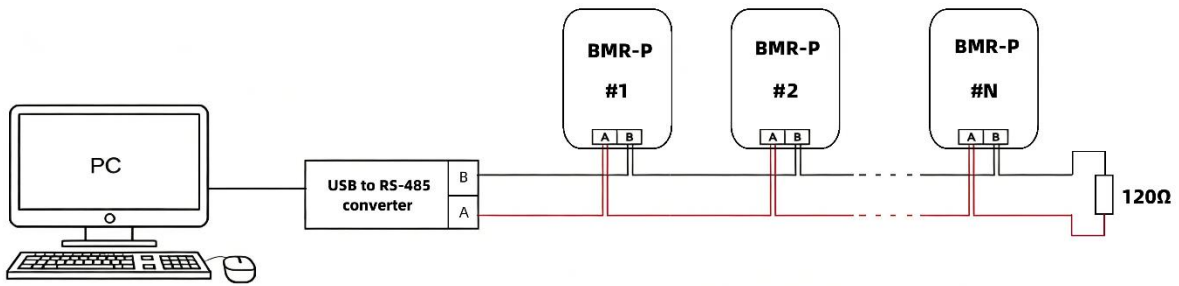 PC
USB to RS-485
converter
B
A
BMR-P
#1
A B
BMR-P
#2
A B
BMR-P
#N
A B
120Ω